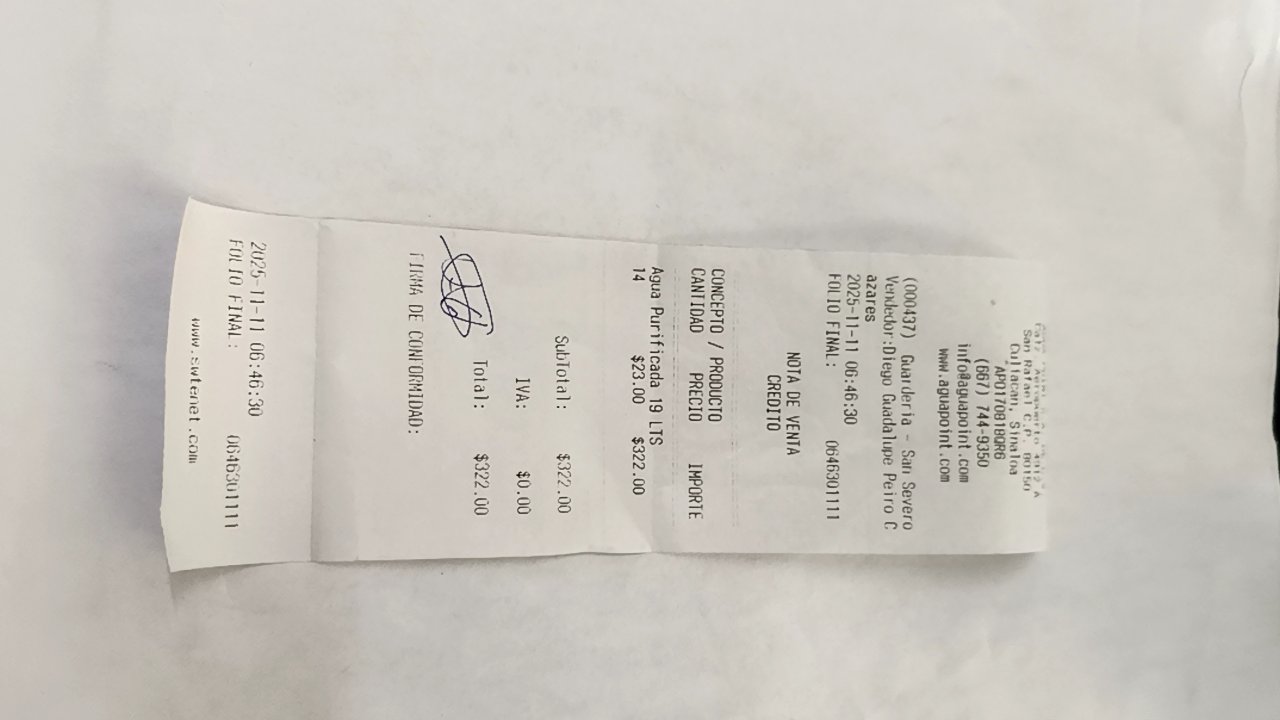 San Rafael C.P. 80150
Culiacan, Sinaloa
APO170818QR6
(667) 744-9350
info@aguapoint.com
www.aguapoint.com
(000437) Guarderia - San Severo
Vendedor:Diego Guadalupe Peiro C
azares
2025-11-11 06:46:30 0646301111
FOLIO FINAL:
NOTA DE VENTA
CREDITO
CONCEPTO / PRODUCTO
CANTIDAD PRECIO IMPORTE
Agua Purificada 19 LTS
14 $23.00 $322.00
SubTotal: $322.00
IVA: $0.00
Total: $322.00
FIRMA DE CONFORMIDAD:
2025-11-11 06:46:30
FOLIO FINAL: 0646301111
www.swtenet.com